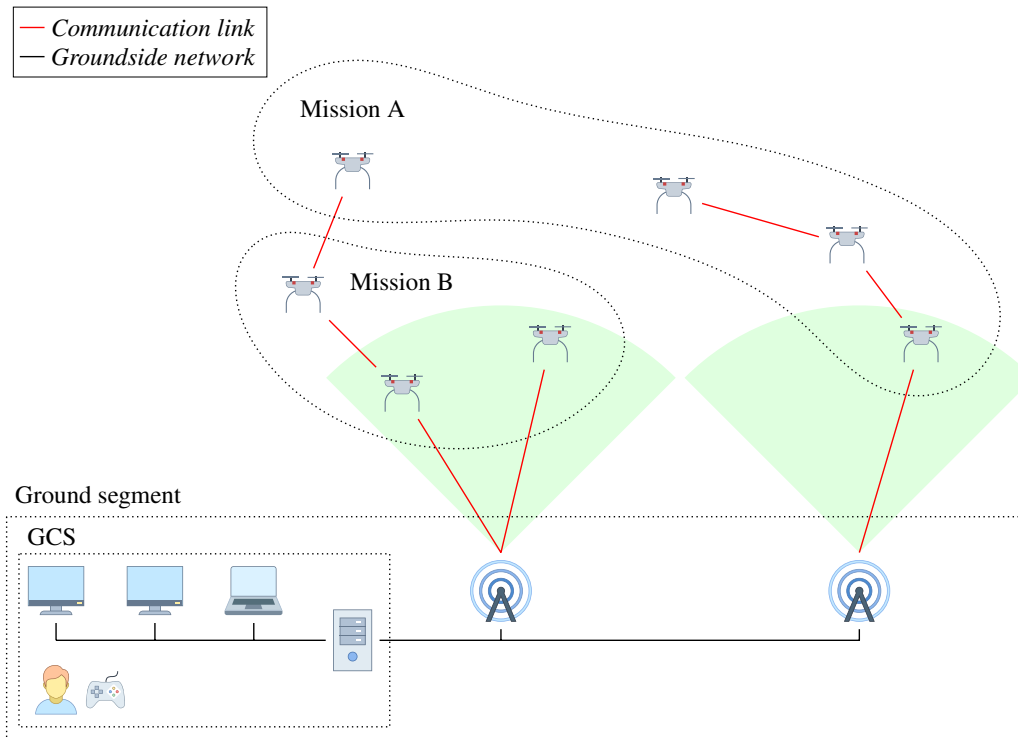 Communication link
Groundside network
Mission A
Mission B
Ground segment
GCS